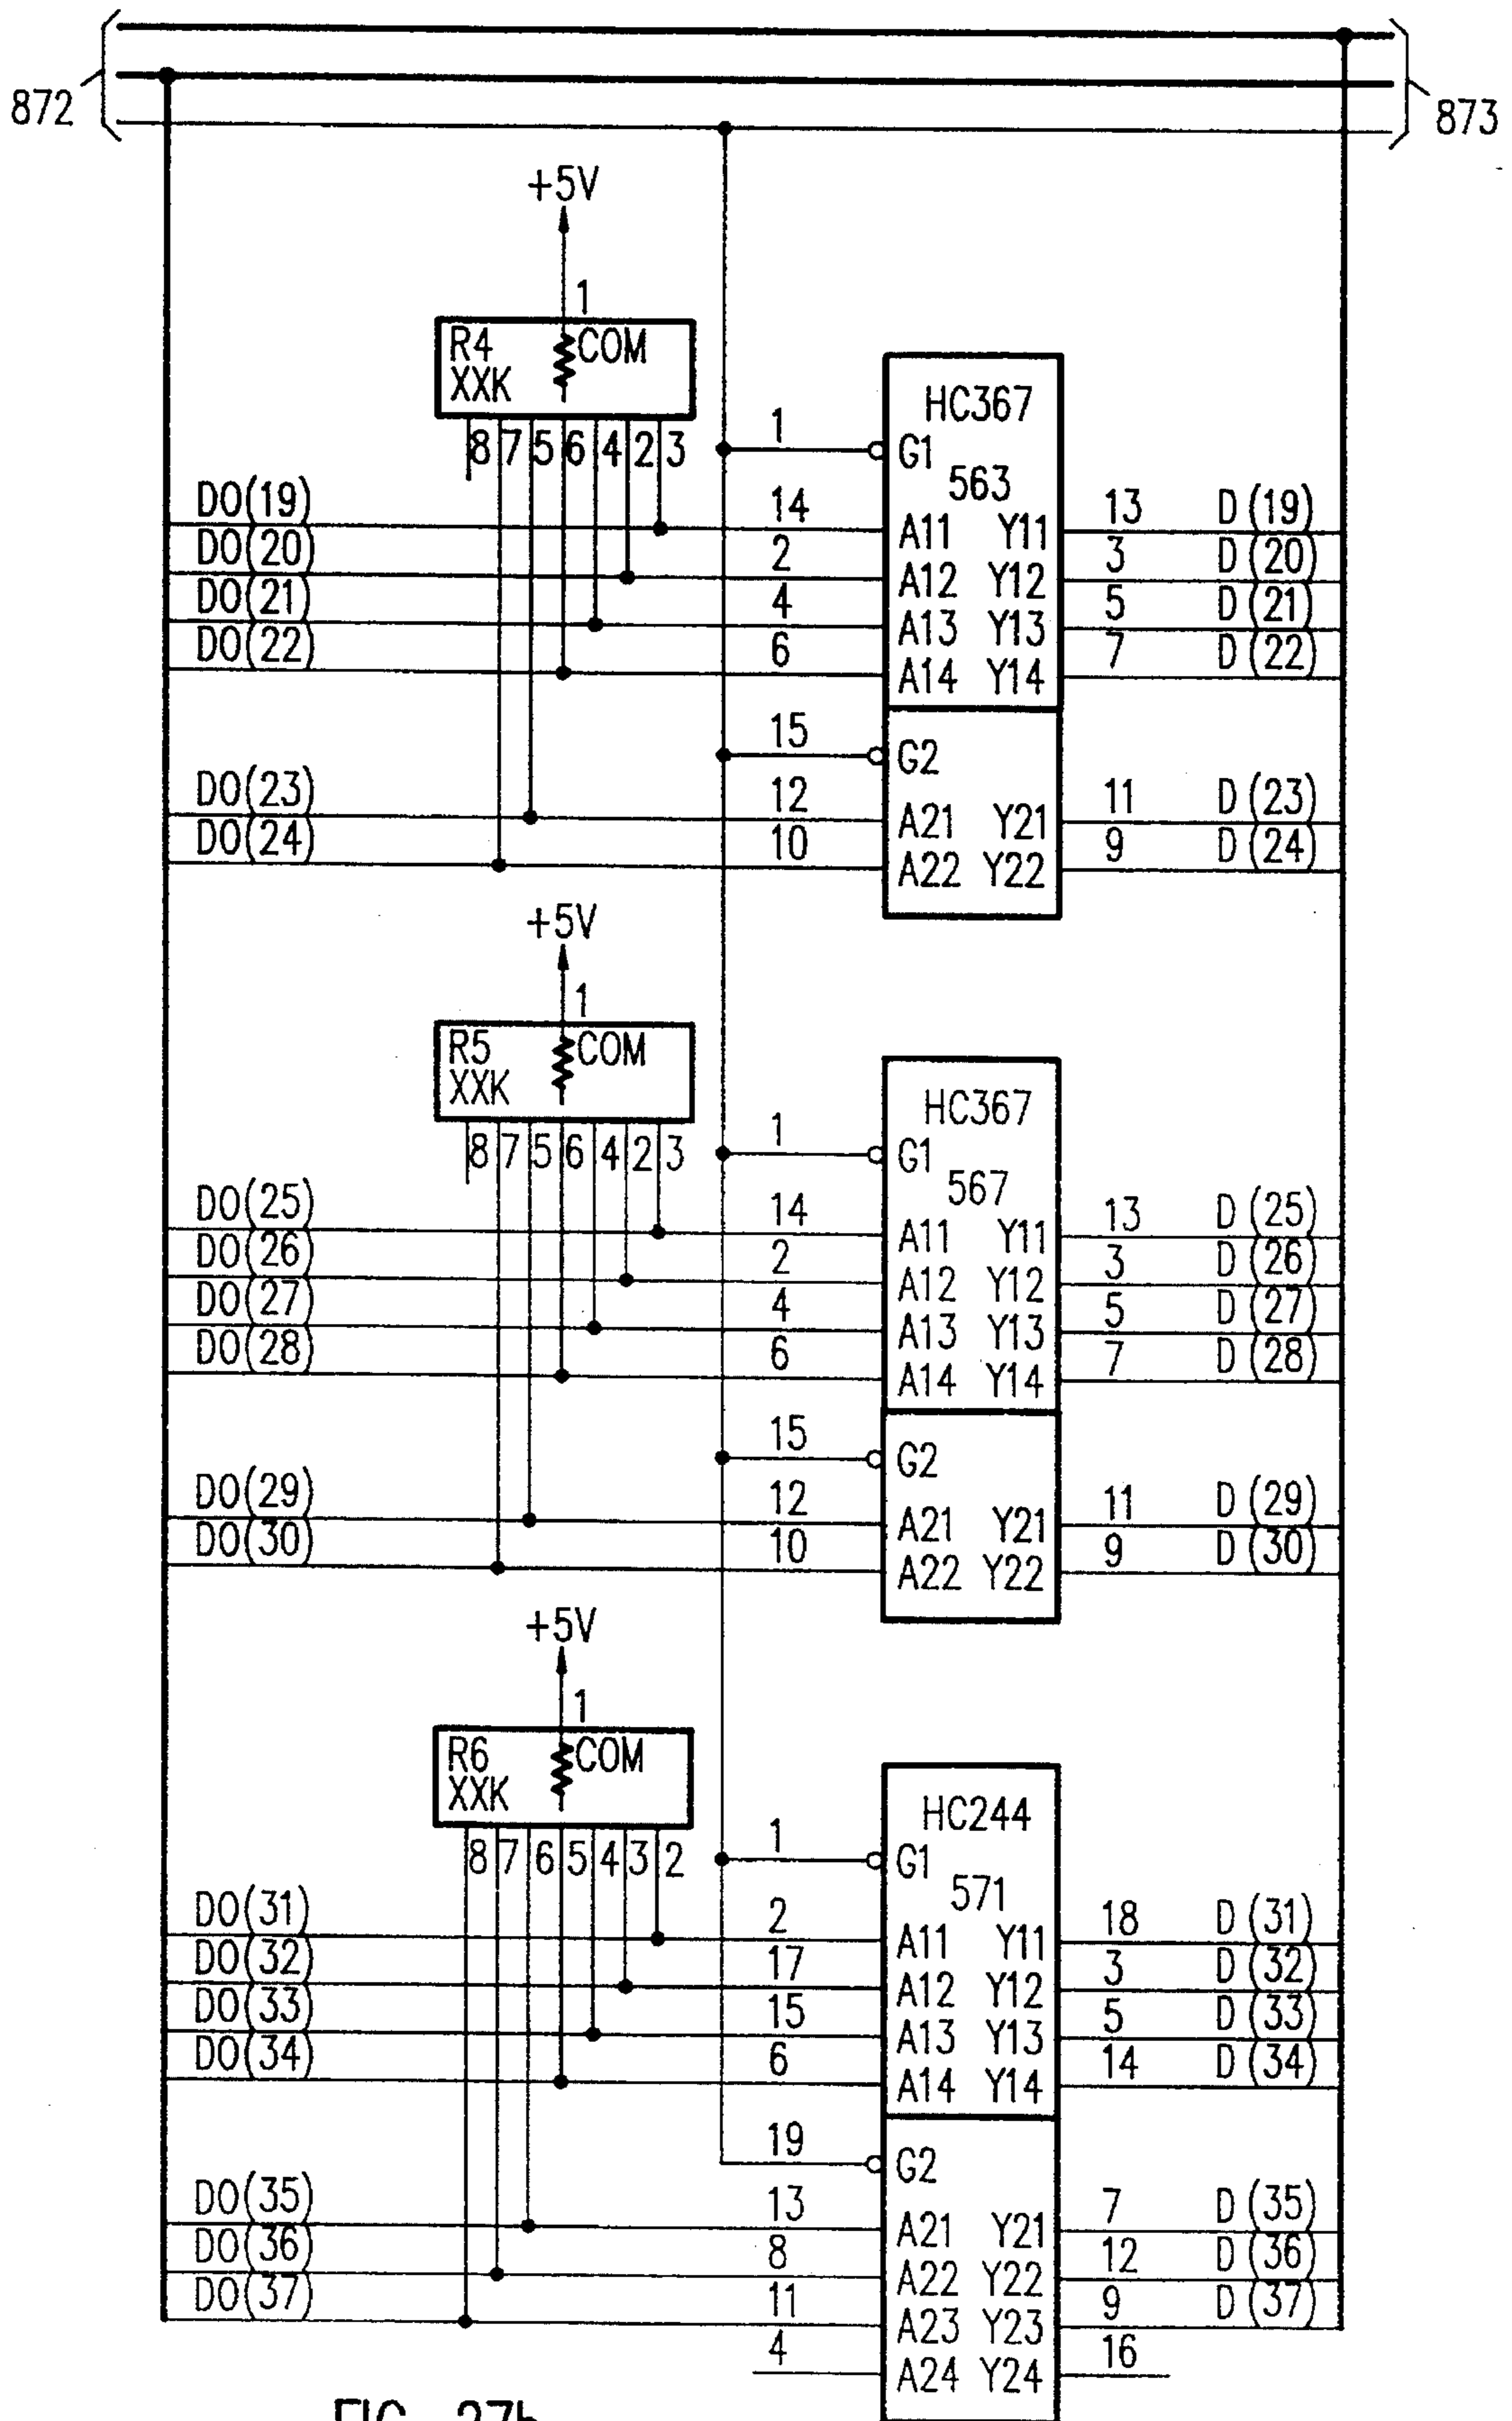 872
873
+5V
1
R4 COM
XXK
8 7 5 6 4 2 3
HC367
1 G1
563
DO(19) 14 A11 Y11 13 D (19)
DO(20) 2 A12 Y12 3 D (20)
DO(21) 4 A13 Y13 5 D (21)
DO(22) 6 A14 Y14 7 D (22)
15 G2
DO(23) 12 A21 Y21 11 D (23)
DO(24) 10 A22 Y22 9 D (24)
+5V
1
R5 COM
XXK
8 7 5 6 4 2 3
HC367
1 G1
567
DO(25) 14 A11 Y11 13 D (25)
DO(26) 2 A12 Y12 3 D (26)
DO(27) 4 A13 Y13 5 D (27)
DO(28) 6 A14 Y14 7 D (28)
15 G2
DO(29) 12 A21 Y21 11 D (29)
DO(30) 10 A22 Y22 9 D (30)
+5V
1
R6 COM
XXK
8 7 6 5 4 3 2
HC244
1 G1
571
DO(31) 2 A11 Y11 18 D (31)
DO(32) 17 A12 Y12 3 D (32)
DO(33) 15 A13 Y13 5 D (33)
DO(34) 6 A14 Y14 14 D (34)
19 G2
DO(35) 13 A21 Y21 7 D (35)
DO(36) 8 A22 Y22 12 D (36)
DO(37) 11 A23 Y23 9 D (37)
4 A24 Y24 16
FIG. 27b